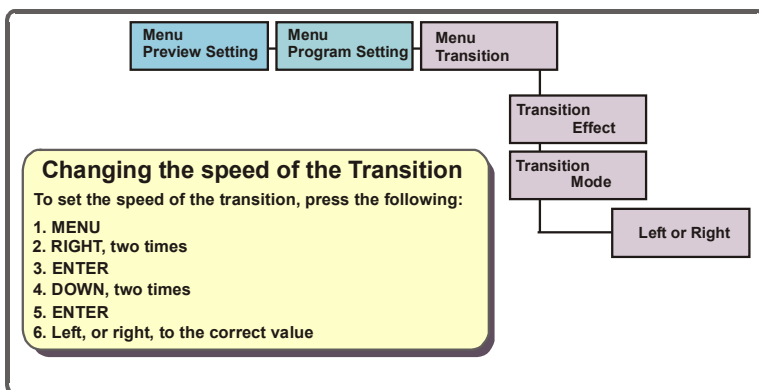 Menu
Preview Setting
Menu
Program Setting
Menu
Transition
Transition
Effect
Transition
Mode
Left or Right
Changing the speed of the Transition
To set the speed of the transition, press the following:
1. MENU
2. RIGHT, two times
3. ENTER
4. DOWN, two times
5. ENTER
6. Left, or right, to the correct value